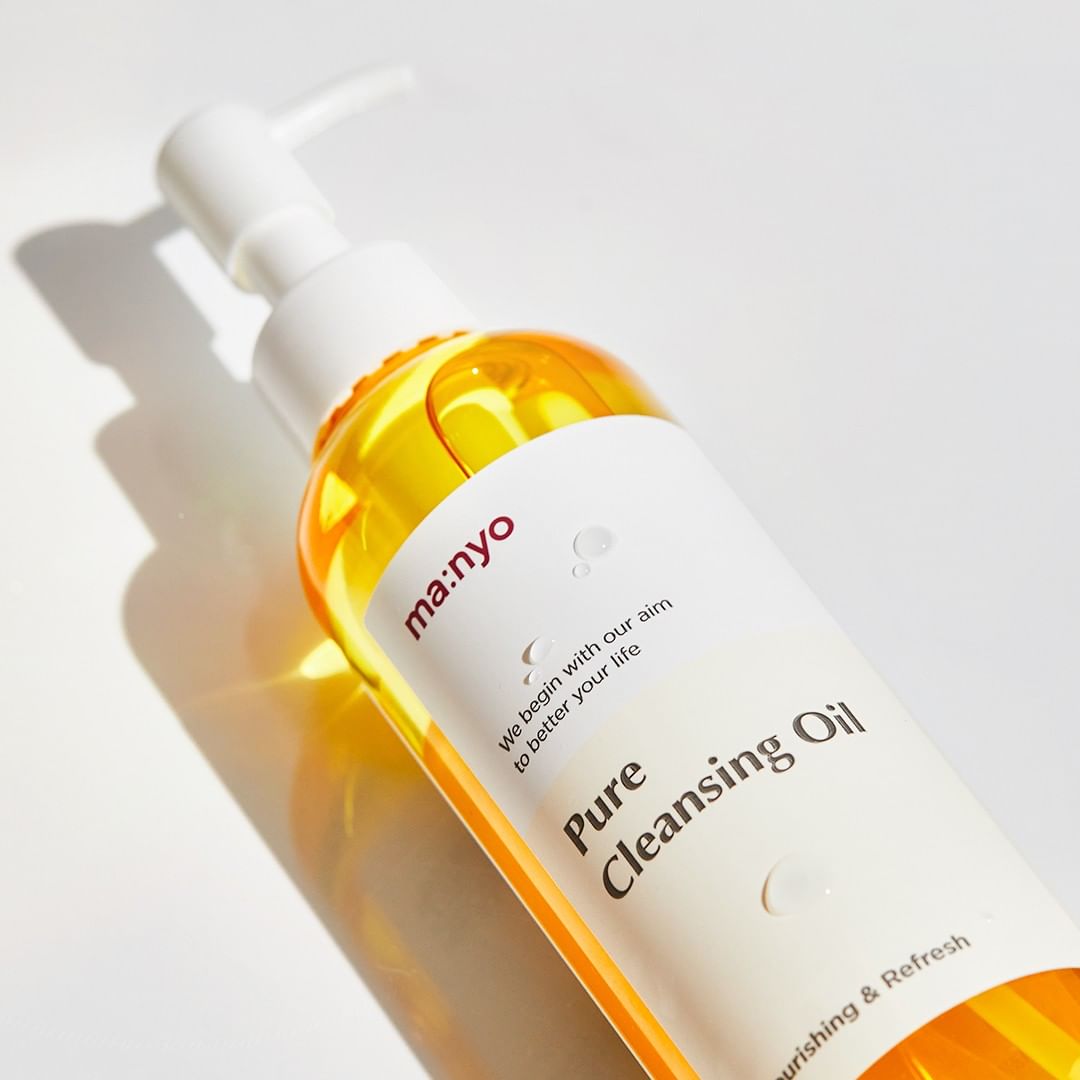 ma:nyo
We begin with our aim
to better your life
Pure
Cleansing Oil
& Refresh